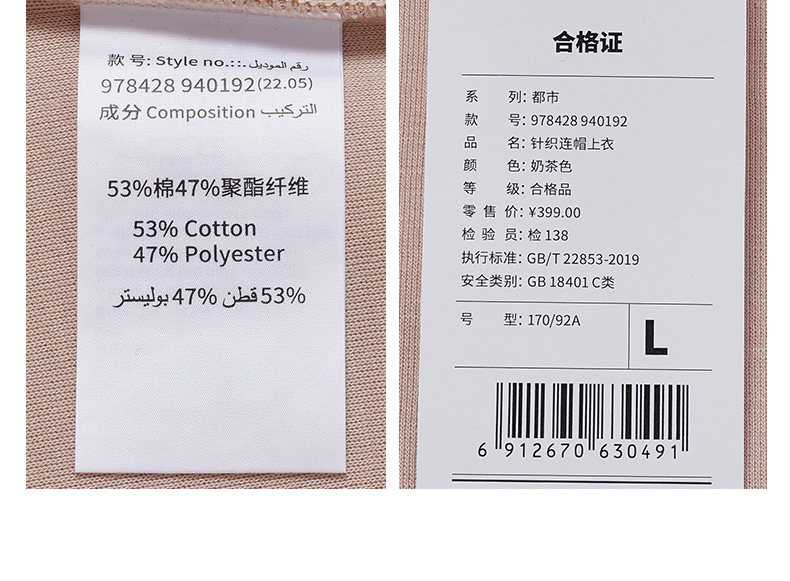 款 号: Style no.::. رقم الموديل
978428 940192(22.05)
成分 Composition التركيب
53%棉47%聚酯纤维
53% Cotton
47% Polyester
53% قطن 47% بوليستر
合格证
系 列: 都市
款 号: 978428 940192
品 名: 针织连帽上衣
颜 色: 奶茶色
等 级: 合格品
零 售 价: ¥399.00
检 验 员: 检 138
执行标准: GB/T 22853-2019
安全类别: GB 18401 C类
号 型: 170/92A
L
6 912670 630491